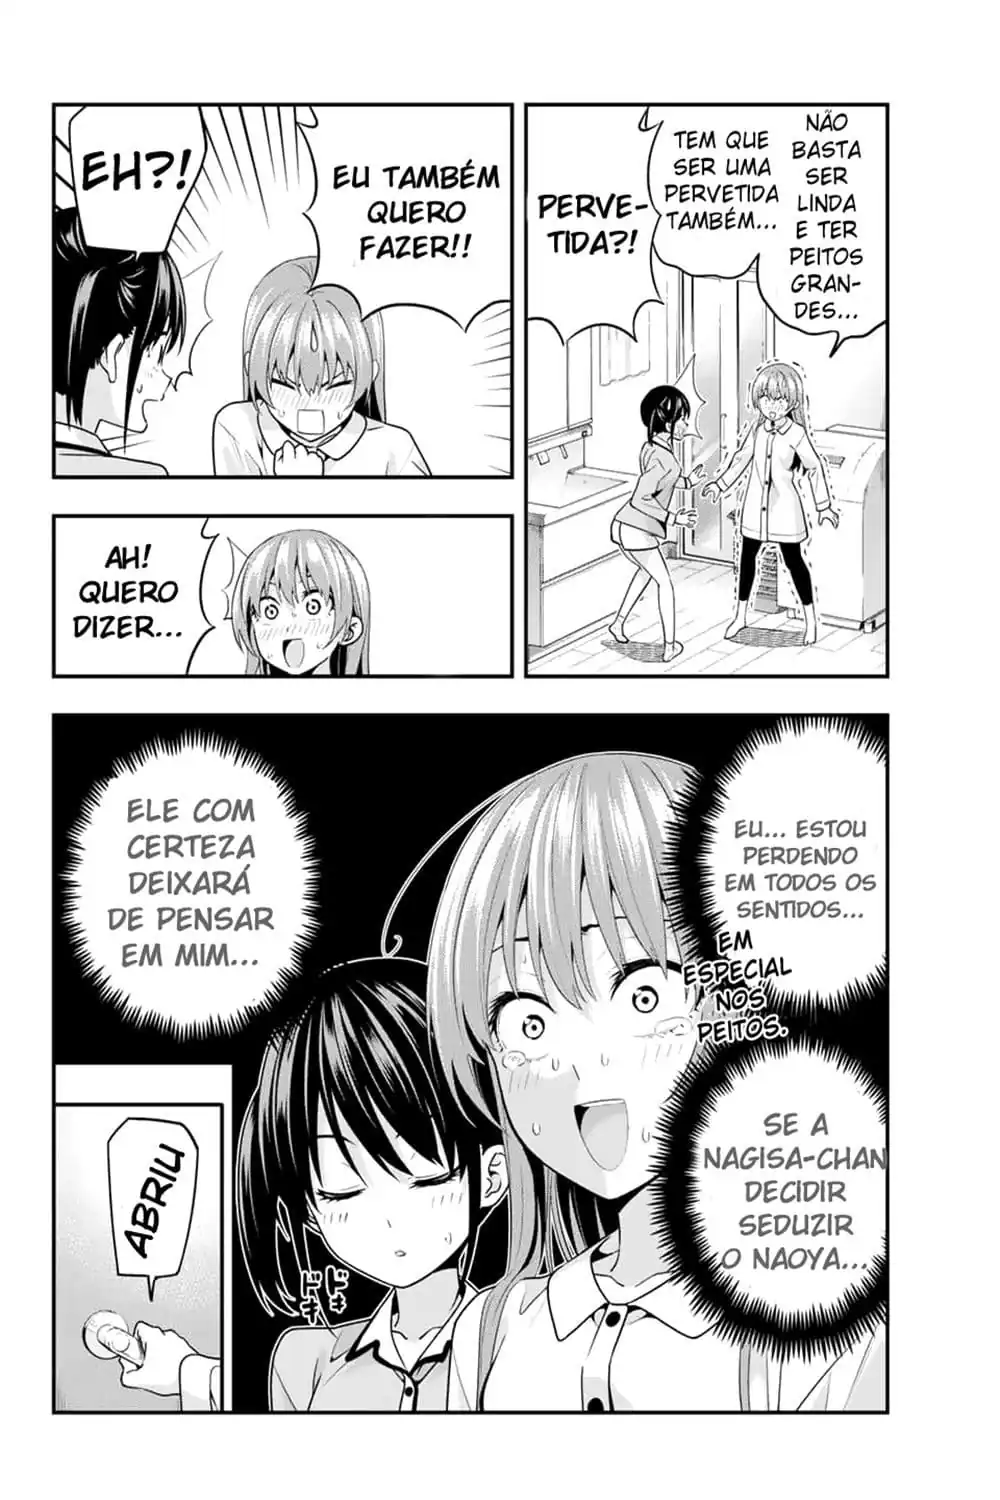 NÃO
BASTA
SER
LINDA
E TER
PEITOS
GRAN-
DES...
TEM QUE
SER UMA
PERVETIDA
TAMBÉM...
PERVE-
TIDA?!
EU TAMBÉM
QUERO
FAZER!!
EH?!
AH!
QUERO
DIZER...
EU... ESTOU
PERDENDO
EM TODOS OS
SENTIDOS...
EM
ESPECIAL
NOS
PEITOS.
SE A
NAGISA-CHAN
DECIDIR
SEDUZIR
O NAOYA...
ELE COM
CERTEZA
DEIXARÁ
DE PENSAR
EM MIM...
ドキ
ドキ
ABRIU